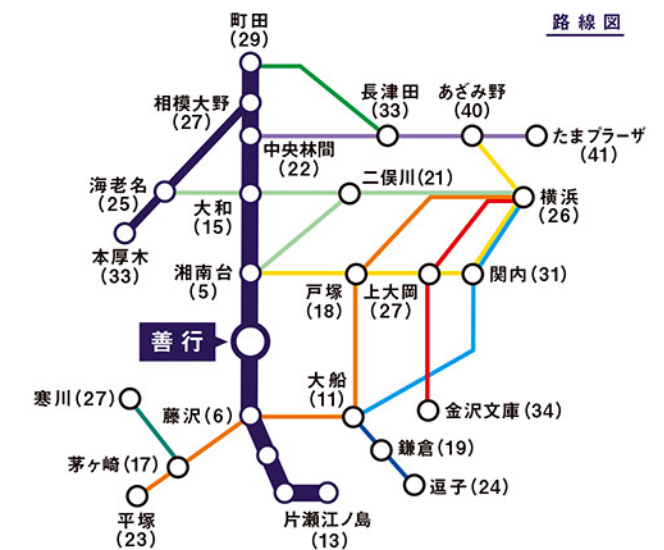 路線図
町田
(29)
相模大野
(27)
長津田
(33)
あざみ野
(40)
たまプラーザ
(41)
中央林間
(22)
二俣川(21)
海老名
(25)
大和
(15)
横浜
(26)
本厚木
(33)
湘南台
(5)
戸塚
(18)
上大岡
(27)
関内(31)
善行
大船
(11)
寒川(27)
藤沢(6)
金沢文庫(34)
鎌倉(19)
茅ヶ崎(17)
逗子(24)
平塚
(23)
片瀬江ノ島
(13)